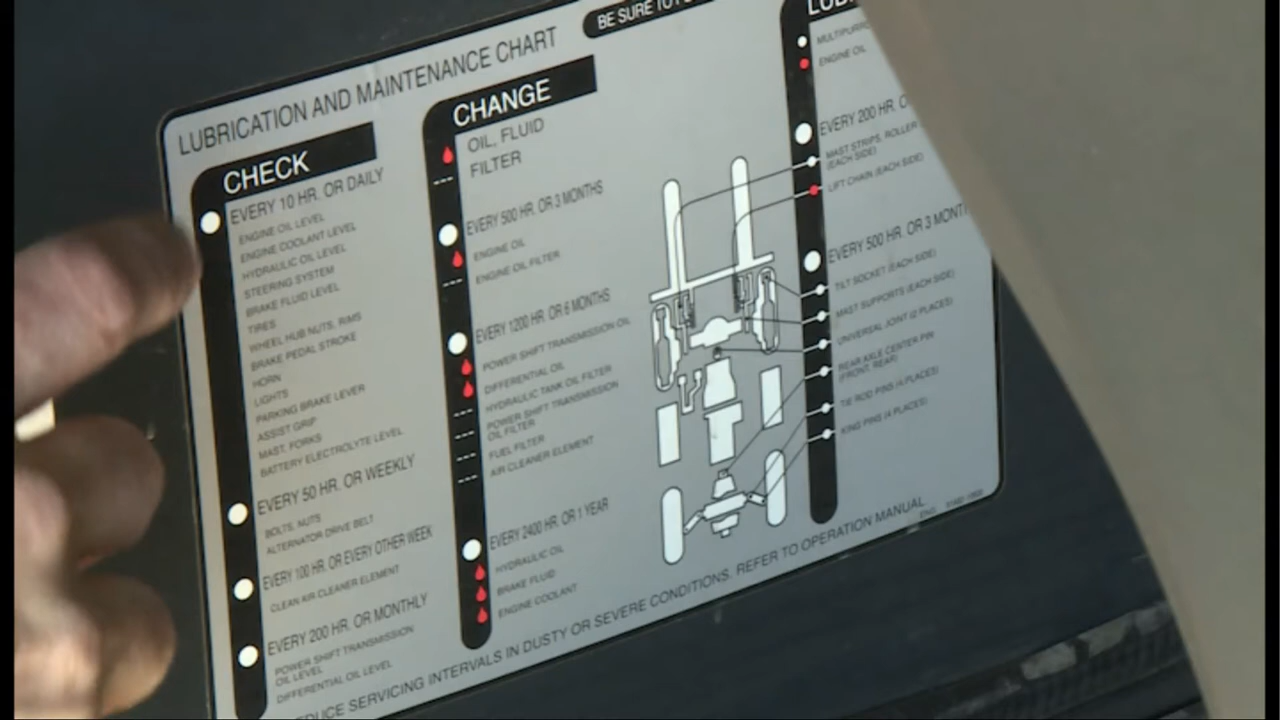 LUBRICATION AND MAINTENANCE CHART
BE SURE TO
CHECK
EVERY 10 HR. OR DAILY
ENGINE OIL LEVEL
ENGINE COOLANT LEVEL
HYDRAULIC OIL LEVEL
STEERING SYSTEM
BRAKE FLUID LEVEL
TIRES
WHEEL HUB NUTS, RIMS
BRAKE PEDAL STROKE
HORN
LIGHTS
PARKING BRAKE LEVER
ASSIST GRIP
MAST, FORKS
BATTERY ELECTROLYTE LEVEL
EVERY 50 HR. OR WEEKLY
BOLTS, NUTS
ALTERNATOR DRIVE BELT
EVERY 100 HR. OR EVERY OTHER WEEK
CLEAN AIR CLEANER ELEMENT
EVERY 200 HR. OR MONTHLY
POWER SHIFT TRANSMISSION
OIL LEVEL
DIFFERENTIAL OIL LEVEL
CHANGE
OIL, FLUID
FILTER
EVERY 500 HR. OR 3 MONTHS
ENGINE OIL
ENGINE OIL FILTER
EVERY 1200 HR. OR 6 MONTHS
POWER SHIFT TRANSMISSION OIL
DIFFERENTIAL OIL
HYDRAULIC TANK OIL FILTER
POWER SHIFT TRANSMISSION
OIL FILTER
FUEL FILTER
AIR CLEANER ELEMENT
EVERY 2400 HR. OR 1 YEAR
HYDRAULIC OIL
BRAKE FLUID
ENGINE COOLANT
ENGINE OIL
EVERY 200 HR.
MAST STRIPS, ROLLER
(EACH SIDE)
LIFT CHAIN (EACH SIDE)
EVERY 500 HR. OR 3
TILT SOCKET (EACH SIDE)
MAST SUPPORTS (EACH SIDE)
UNIVERSAL JOINT (2 PLACES)
REAR AXLE CENTER PIN
(FRONT, REAR)
TIE ROD PINS (4 PLACES)
KING PINS (4 PLACES)
SERVICING INTERVALS IN DUSTY OR SEVERE CONDITIONS. REFER TO OPERATION MANUAL
ENG.